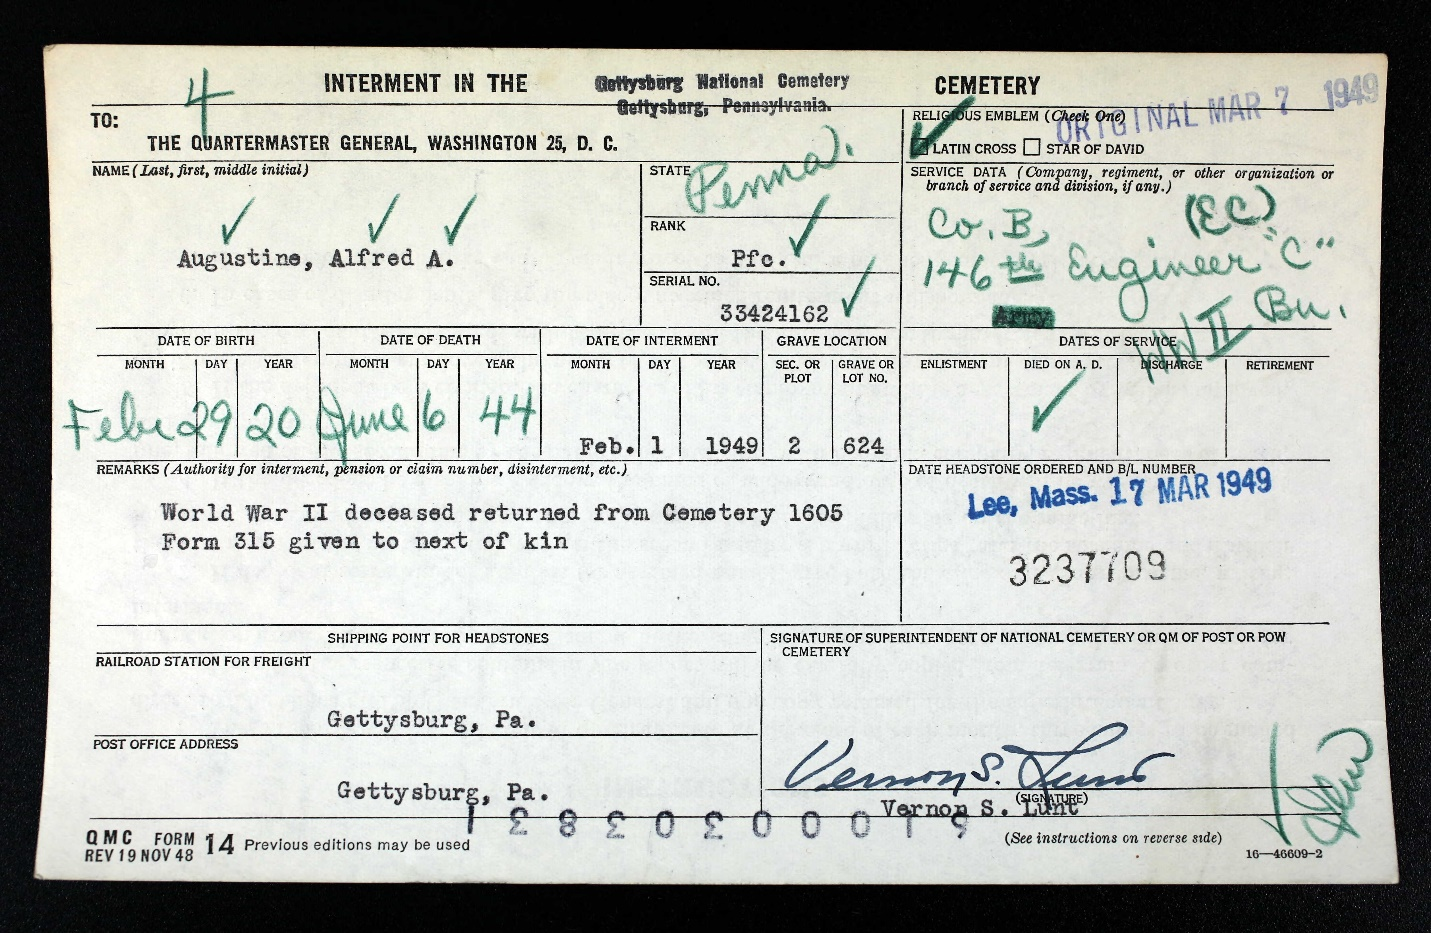 4
INTERMENT IN THE Gettysburg National Cemetery CEMETERY
Gettysburg, Pennsylvania.
ORIGINAL MAR 7 1949
TO:
THE QUARTERMASTER GENERAL, WASHINGTON 25, D. C.
RELIGIOUS EMBLEM (Check One)
LATIN CROSS STAR OF DAVID
NAME (Last, first, middle initial)
Augustine, Alfred A.
STATE
Penna.
RANK
Pfc.
SERIAL NO.
33424162
SERVICE DATA (Company, regiment, or other organization or
branch of service and division, if any.)
Co. B, (EC)
146th Engineer "C"
Army
Bn.
WW II
DATE OF BIRTH DATE OF DEATH DATE OF INTERMENT GRAVE LOCATION DATES OF SERVICE
MONTH DAY YEAR MONTH DAY YEAR MONTH DAY YEAR SEC. OR PLOT GRAVE OR LOT NO. ENLISTMENT DIED ON A. D. DISCHARGE RETIREMENT
Feb. 29 20 June 6 44 Feb. 1 1949 2 624
REMARKS (Authority for interment, pension or claim number, disinterment, etc.)
World War II deceased returned from Cemetery 1605
Form 315 given to next of kin
DATE HEADSTONE ORDERED AND B/L NUMBER
Lee, Mass. 17 MAR 1949
3237709
SHIPPING POINT FOR HEADSTONES
RAILROAD STATION FOR FREIGHT
Gettysburg, Pa.
POST OFFICE ADDRESS
Gettysburg, Pa.
SIGNATURE OF SUPERINTENDENT OF NATIONAL CEMETERY OR QM OF POST OR POW
CEMETERY
Vernon S. Lunt
(SIGNATURE)
Vernon S. Lunt
QMC FORM 14 Previous editions may be used
REV 19 NOV 48
(See instructions on reverse side)
16—46609-2